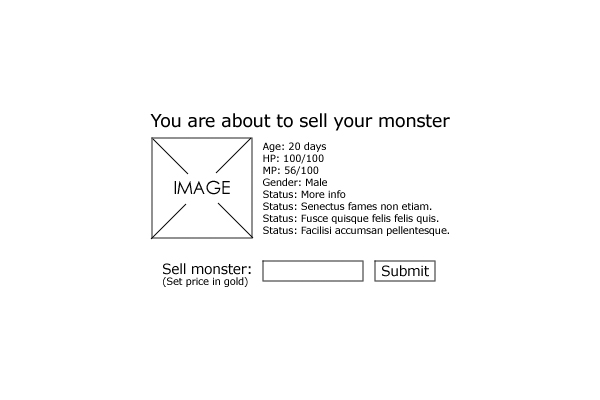 You are about to sell your monster
IMAGE
Age: 20 days
HP: 100/100
MP: 56/100
Gender: Male
Status: More info
Status: Senectus fames non etiam.
Status: Fusce quisque felis felis quis.
Status: Facilisi accumsan pellentesque.
Sell monster:
(Set price in gold)
Submit